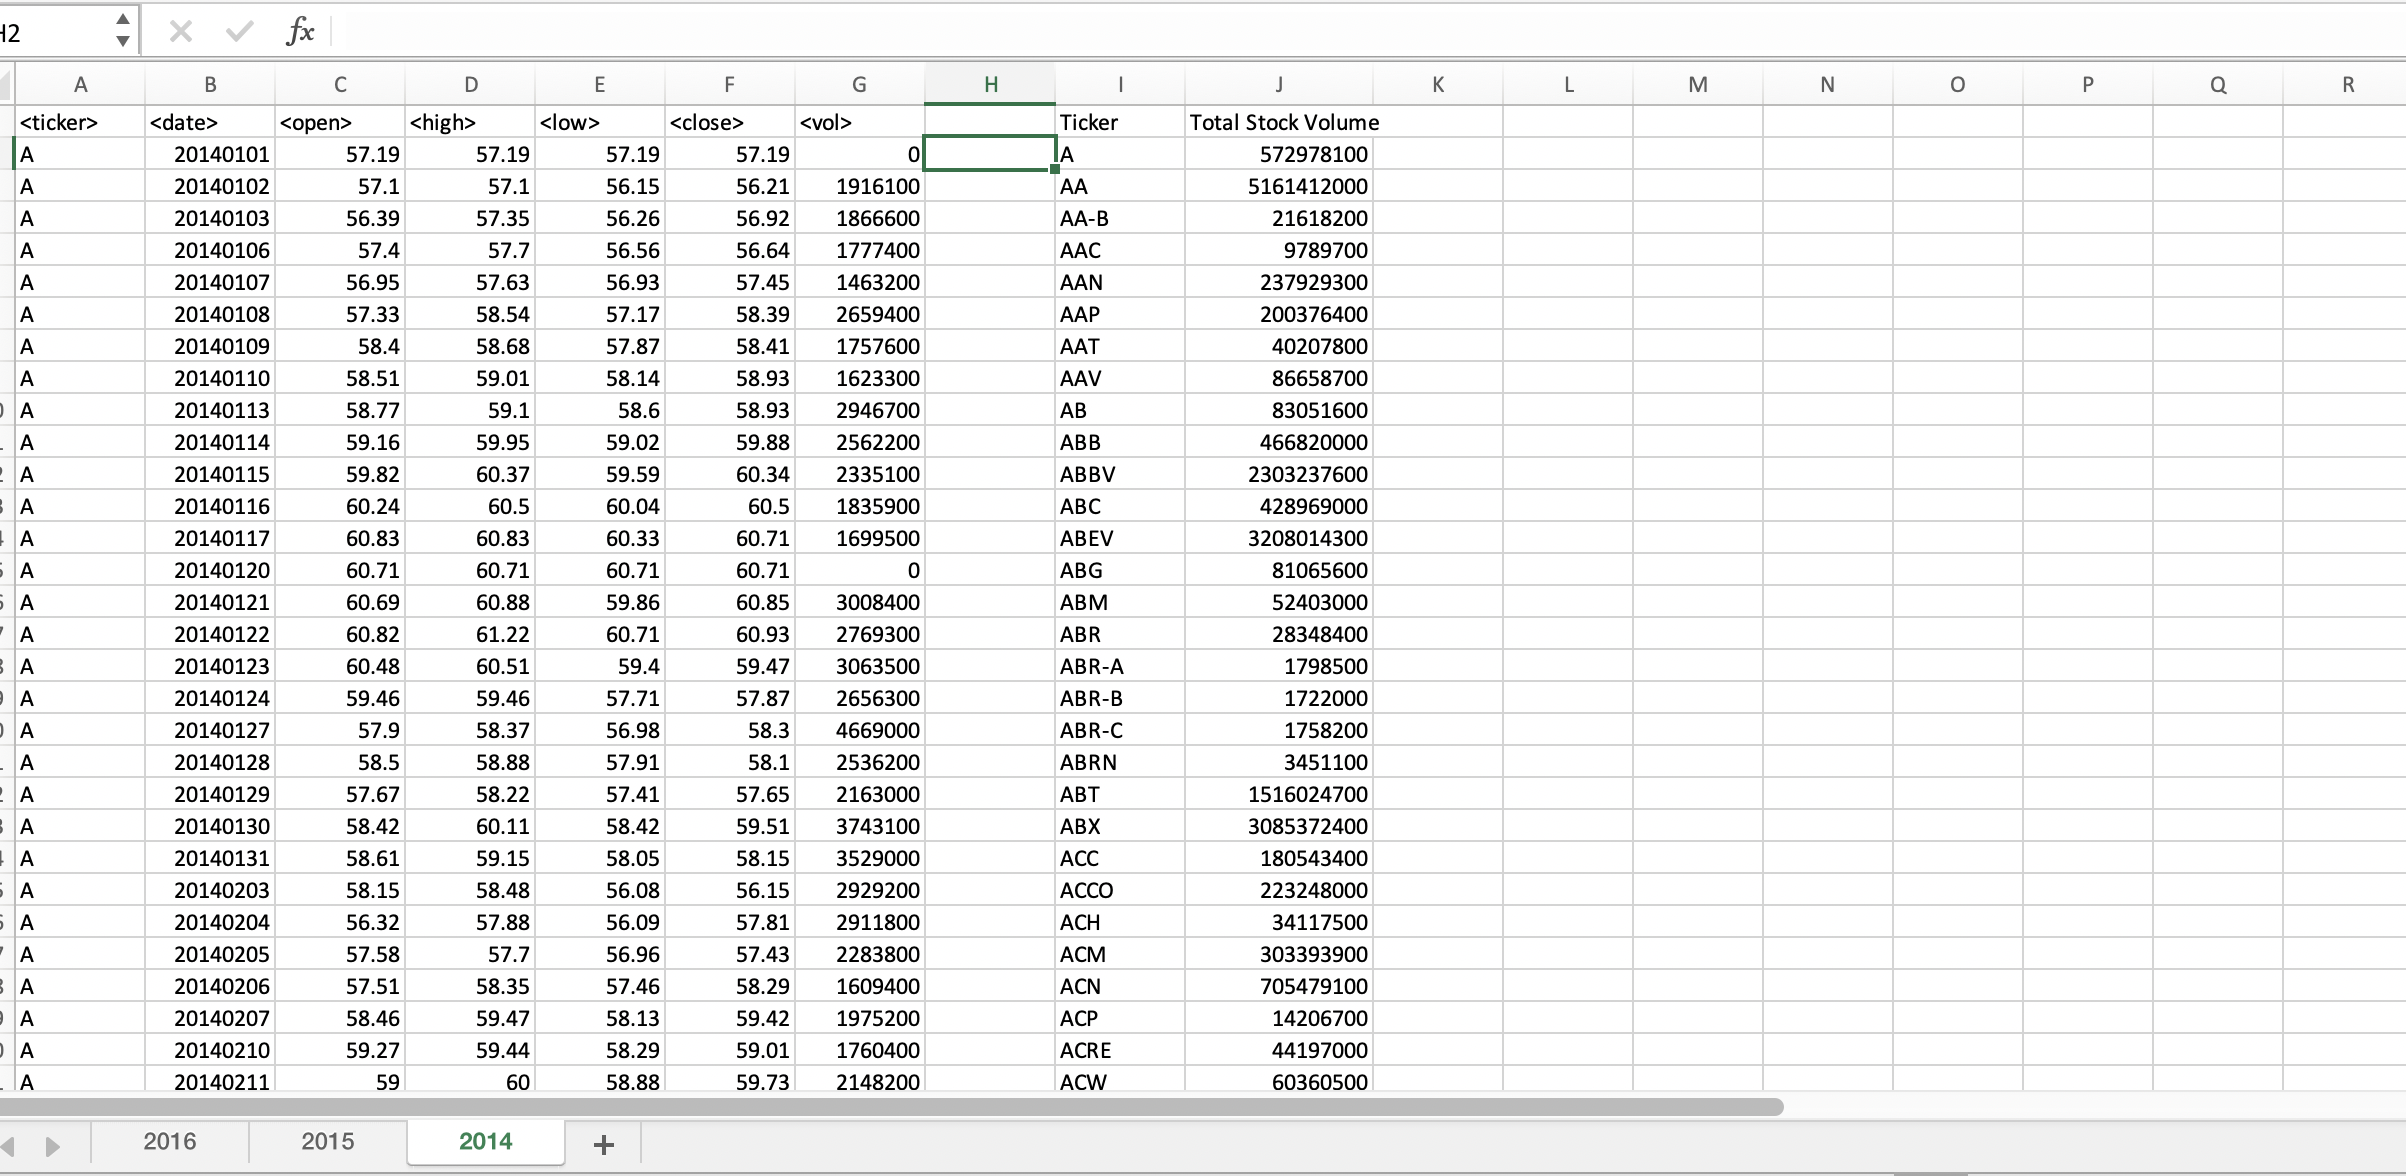 H2 fx
A B C D E F G H I J K L M N O P Q R
<ticker> <date> <open> <high> <low> <close> <vol> Ticker Total Stock Volume
A 20140101 57.19 57.19 57.19 57.19 0 A 572978100
A 20140102 57.1 57.1 56.15 56.21 1916100 AA 5161412000
A 20140103 56.39 57.35 56.26 56.92 1866600 AA-B 21618200
A 20140106 57.4 57.7 56.56 56.64 1777400 AAC 9789700
A 20140107 56.95 57.63 56.93 57.45 1463200 AAN 237929300
A 20140108 57.33 58.54 57.17 58.39 2659400 AAP 200376400
A 20140109 58.4 58.68 57.87 58.41 1757600 AAT 40207800
A 20140110 58.51 59.01 58.14 58.93 1623300 AAV 86658700
A 20140113 58.77 59.1 58.6 58.93 2946700 AB 83051600
A 20140114 59.16 59.95 59.02 59.88 2562200 ABB 466820000
A 20140115 59.82 60.37 59.59 60.34 2335100 ABBV 2303237600
A 20140116 60.24 60.5 60.04 60.5 1835900 ABC 428969000
A 20140117 60.83 60.83 60.33 60.71 1699500 ABEV 3208014300
A 20140120 60.71 60.71 60.71 60.71 0 ABG 81065600
A 20140121 60.69 60.88 59.86 60.85 3008400 ABM 52403000
A 20140122 60.82 61.22 60.71 60.93 2769300 ABR 28348400
A 20140123 60.48 60.51 59.4 59.47 3063500 ABR-A 1798500
A 20140124 59.46 59.46 57.71 57.87 2656300 ABR-B 1722000
A 20140127 57.9 58.37 56.98 58.3 4669000 ABR-C 1758200
A 20140128 58.5 58.88 57.91 58.1 2536200 ABRN 3451100
A 20140129 57.67 58.22 57.41 57.65 2163000 ABT 1516024700
A 20140130 58.42 60.11 58.42 59.51 3743100 ABX 3085372400
A 20140131 58.61 59.15 58.05 58.15 3529000 ACC 180543400
A 20140203 58.15 58.48 56.08 56.15 2929200 ACCO 223248000
A 20140204 56.32 57.88 56.09 57.81 2911800 ACH 34117500
A 20140205 57.58 57.7 56.96 57.43 2283800 ACM 303393900
A 20140206 57.51 58.35 57.46 58.29 1609400 ACN 705479100
A 20140207 58.46 59.47 58.13 59.42 1975200 ACP 14206700
A 20140210 59.27 59.44 58.29 59.01 1760400 ACRE 44197000
A 20140211 59 60 58.88 59.73 2148200 ACW 60360500
2016 2015 2014 +